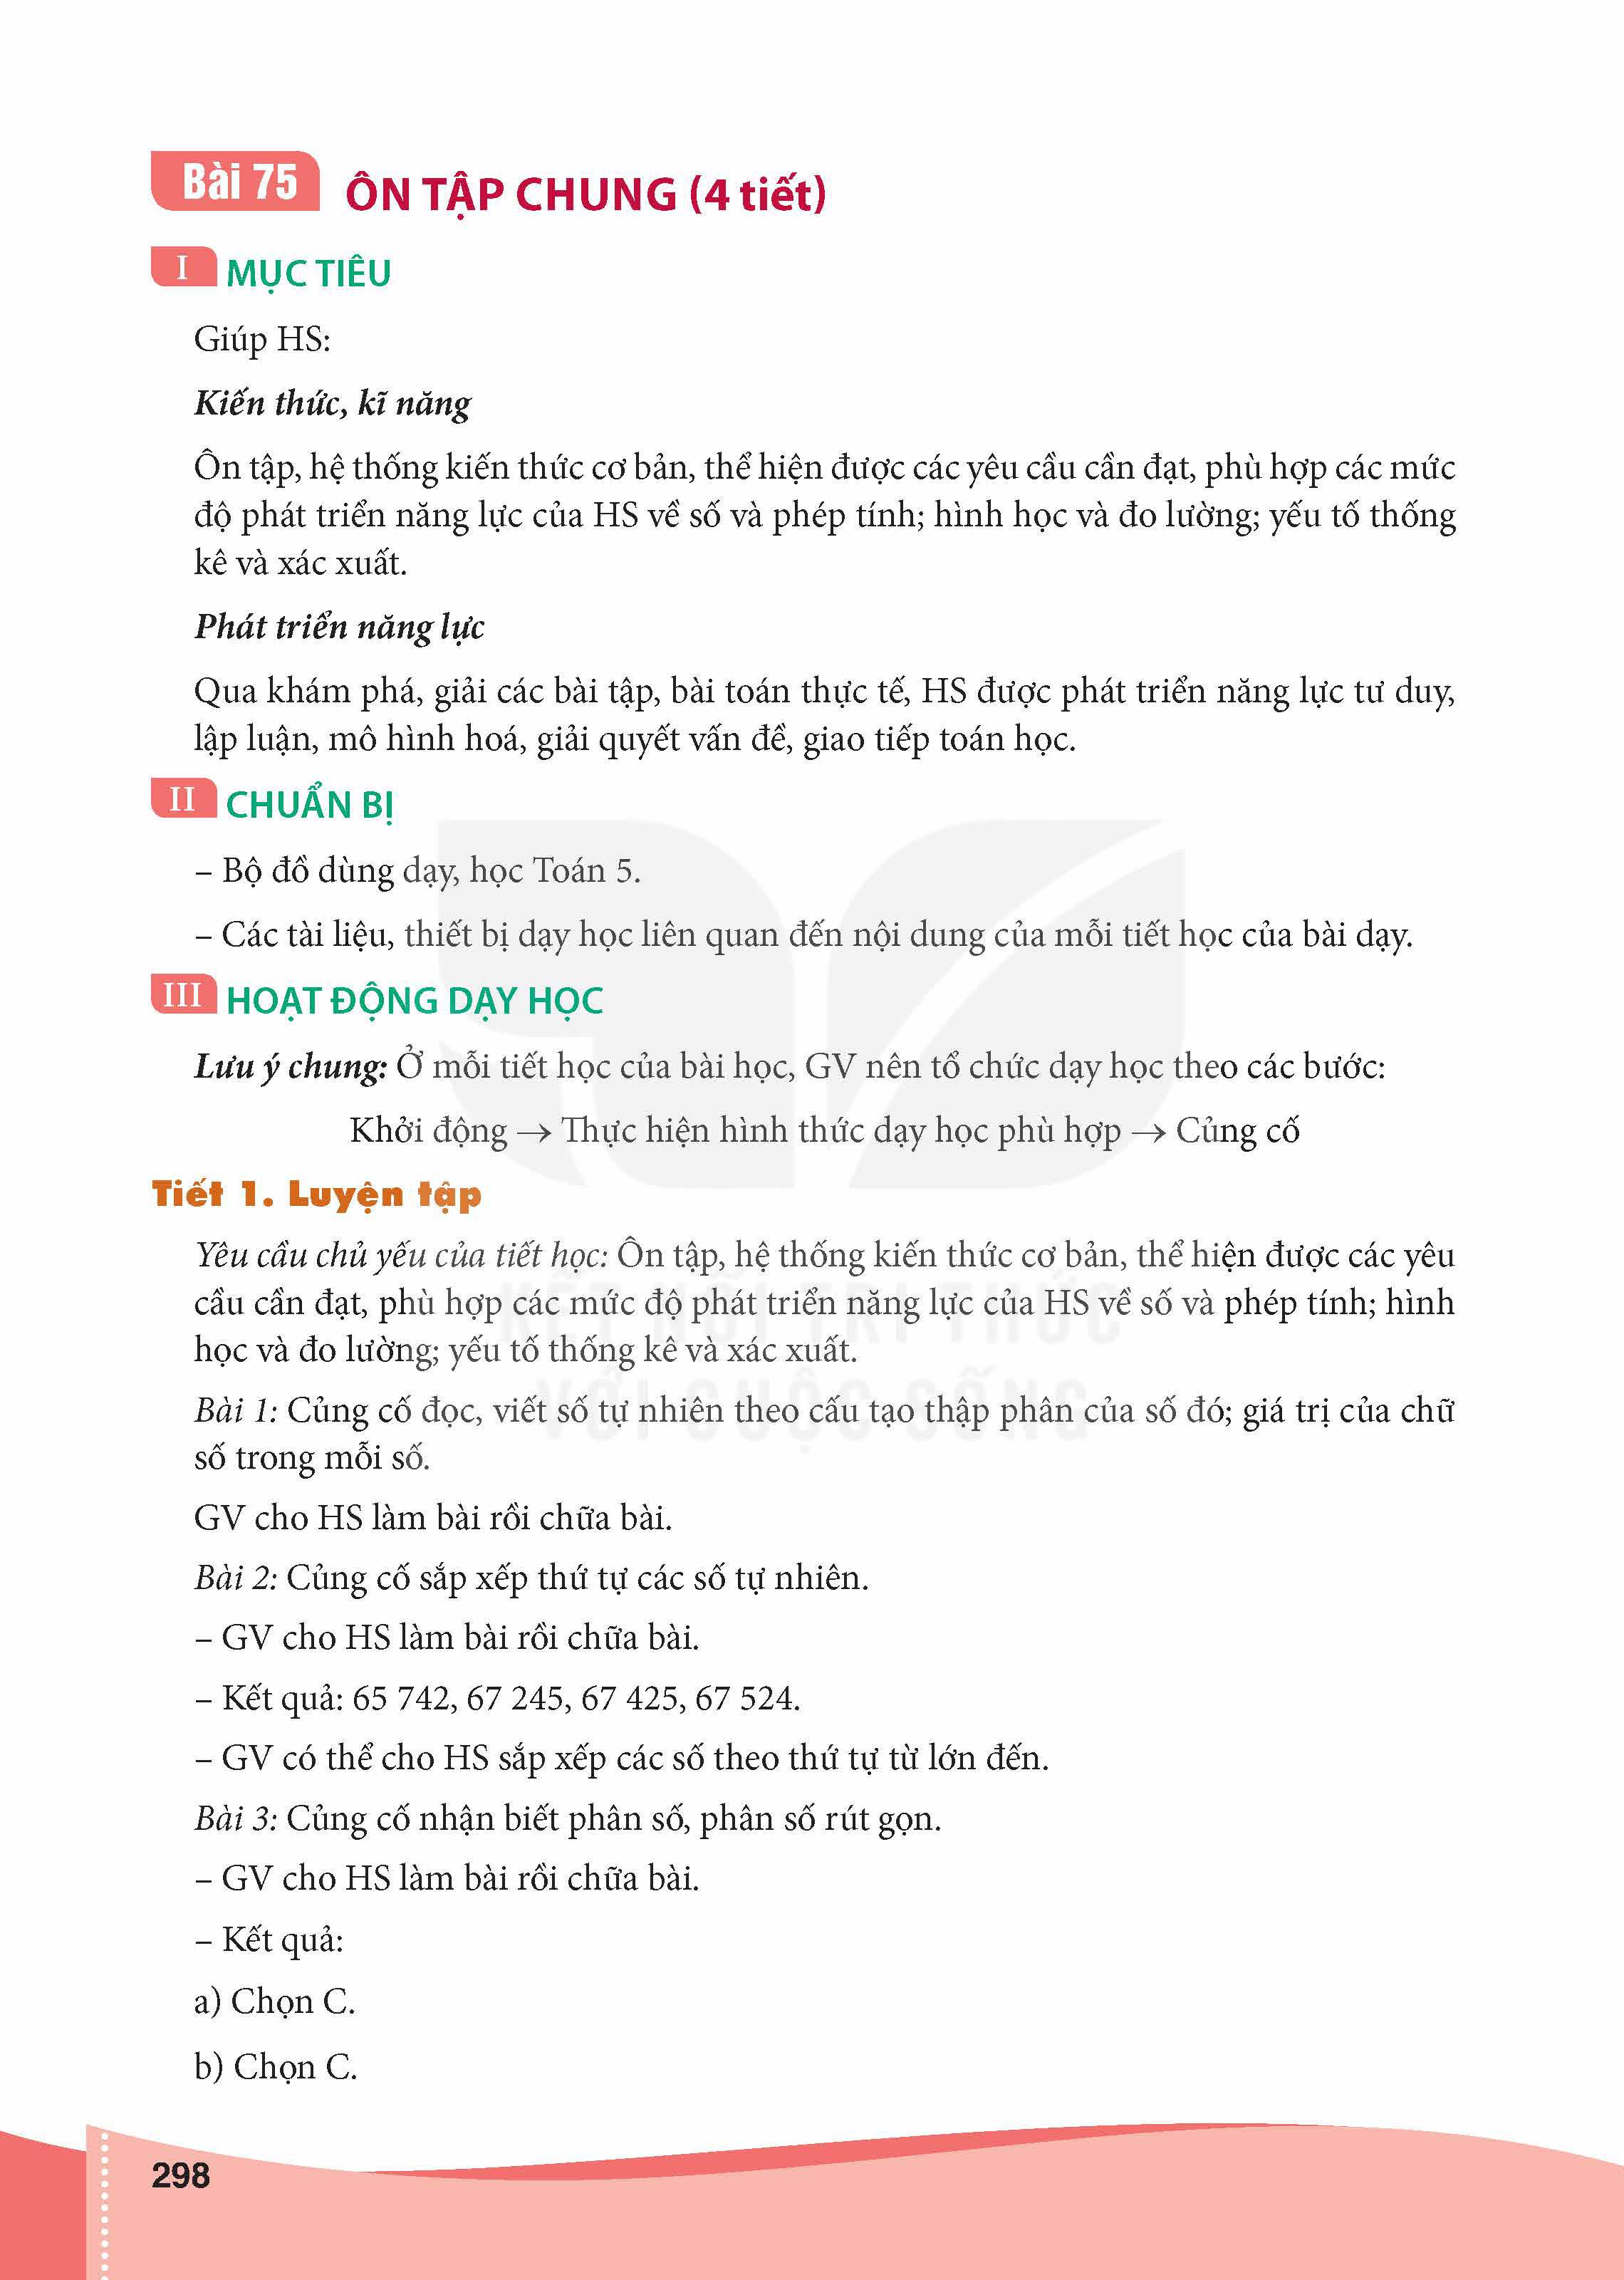 Bài 75 ÔN TẬP CHUNG (4 tiết)
I MỤC TIÊU
Giúp HS:
Kiến thức, kĩ năng
Ôn tập, hệ thống kiến thức cơ bản, thể hiện được các yêu cầu cần đạt, phù hợp các mức
độ phát triển năng lực của HS về số và phép tính; hình học và đo lường; yếu tố thống
kê và xác xuất.
Phát triển năng lực
Qua khám phá, giải các bài tập, bài toán thực tế, HS được phát triển năng lực tư duy,
lập luận, mô hình hoá, giải quyết vấn đề, giao tiếp toán học.
II CHUẨN BỊ
– Bộ đồ dùng dạy, học Toán 5.
– Các tài liệu, thiết bị dạy học liên quan đến nội dung của mỗi tiết học của bài dạy.
III HOẠT ĐỘNG DẠY HỌC
Lưu ý chung: Ở mỗi tiết học của bài học, GV nên tổ chức dạy học theo các bước:
Khởi động → Thực hiện hình thức dạy học phù hợp → Củng cố
Tiết 1. Luyện tập
Yêu cầu chủ yếu của tiết học: Ôn tập, hệ thống kiến thức cơ bản, thể hiện được các yêu
cầu cần đạt, phù hợp các mức độ phát triển năng lực của HS về số và phép tính; hình
học và đo lường; yếu tố thống kê và xác xuất.
KẾT NỐI TRI THỨC
VỚI CUỘC SỐNG
Bài 1: Củng cố đọc, viết số tự nhiên theo cấu tạo thập phân của số đó; giá trị của chữ
số trong mỗi số.
GV cho HS làm bài rồi chữa bài.
Bài 2: Củng cố sắp xếp thứ tự các số tự nhiên.
– GV cho HS làm bài rồi chữa bài.
– Kết quả: 65 742, 67 245, 67 425, 67 524.
– GV có thể cho HS sắp xếp các số theo thứ tự từ lớn đến.
Bài 3: Củng cố nhận biết phân số, phân số rút gọn.
– GV cho HS làm bài rồi chữa bài.
– Kết quả:
a) Chọn C.
b) Chọn C.
298